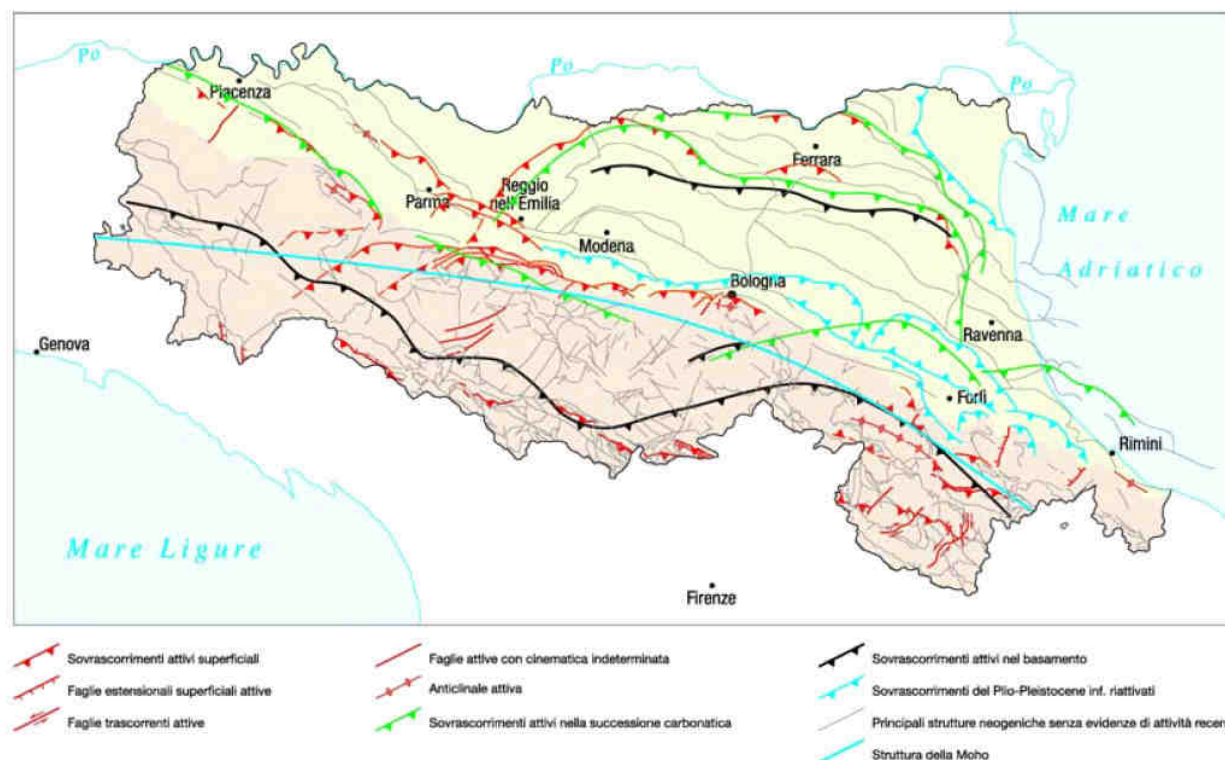 Po
Po
Po
Piacenza
Ferrara
Parma
Reggio
nell Emilia
Mare
Adriatico
Modena
Bologna
Ravenna
Genova
Forlì
Rimini
Mare Ligure
Firenze
Sovrascorrimenti attivi superficiali
Faglie estensionali superficiali attive
Faglie trascorrenti attive
Faglie attive con cinematica indeterminata
Anticlinale attiva
Sovrascorrimenti attivi nella successione carbonatica
Sovrascorrimenti attivi nel basamento
Sovrascorrimenti del Plio-Pleistocene inf. riattivati
Principali strutture neogeniche senza evidenze di attività recen
Struttura della Moho